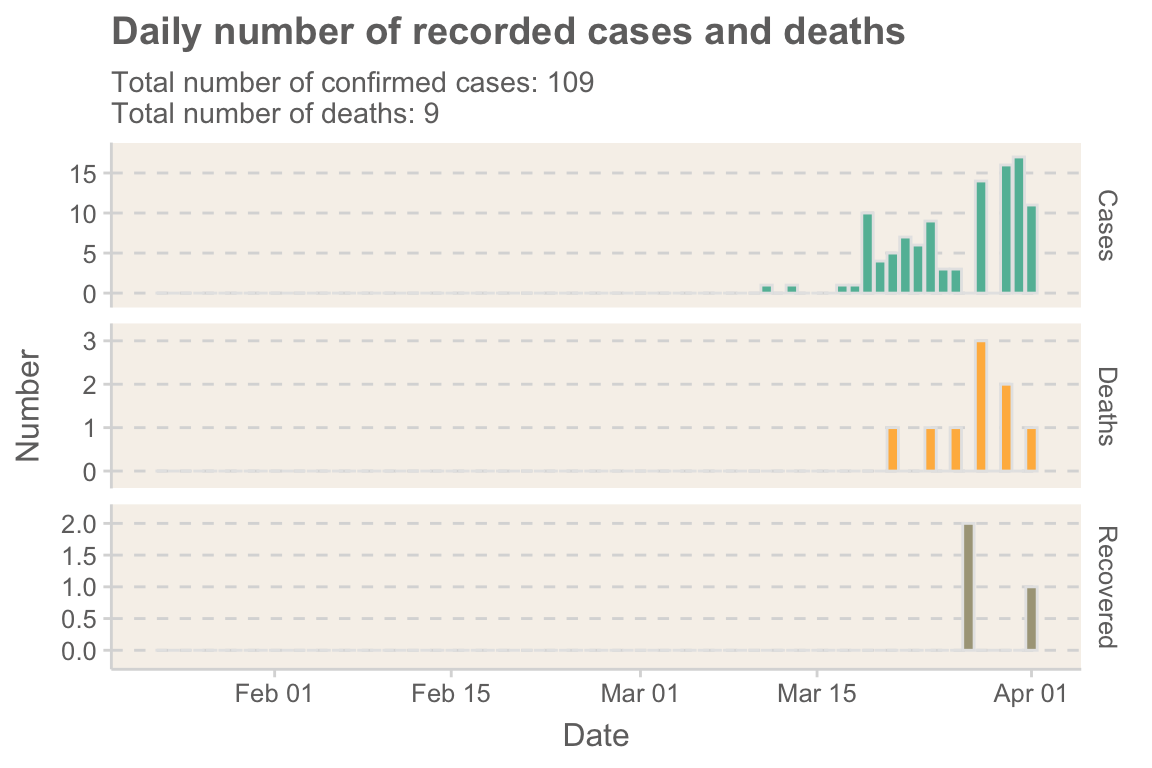 Daily number of recorded cases and deaths
Total number of confirmed cases: 109
Total number of deaths: 9
15
10
5
0
Cases
3
2
1
0
Deaths
2.0
1.5
1.0
0.5
0.0
Recovered
Number
Feb 01 Feb 15 Mar 01 Mar 15 Apr 01
Date